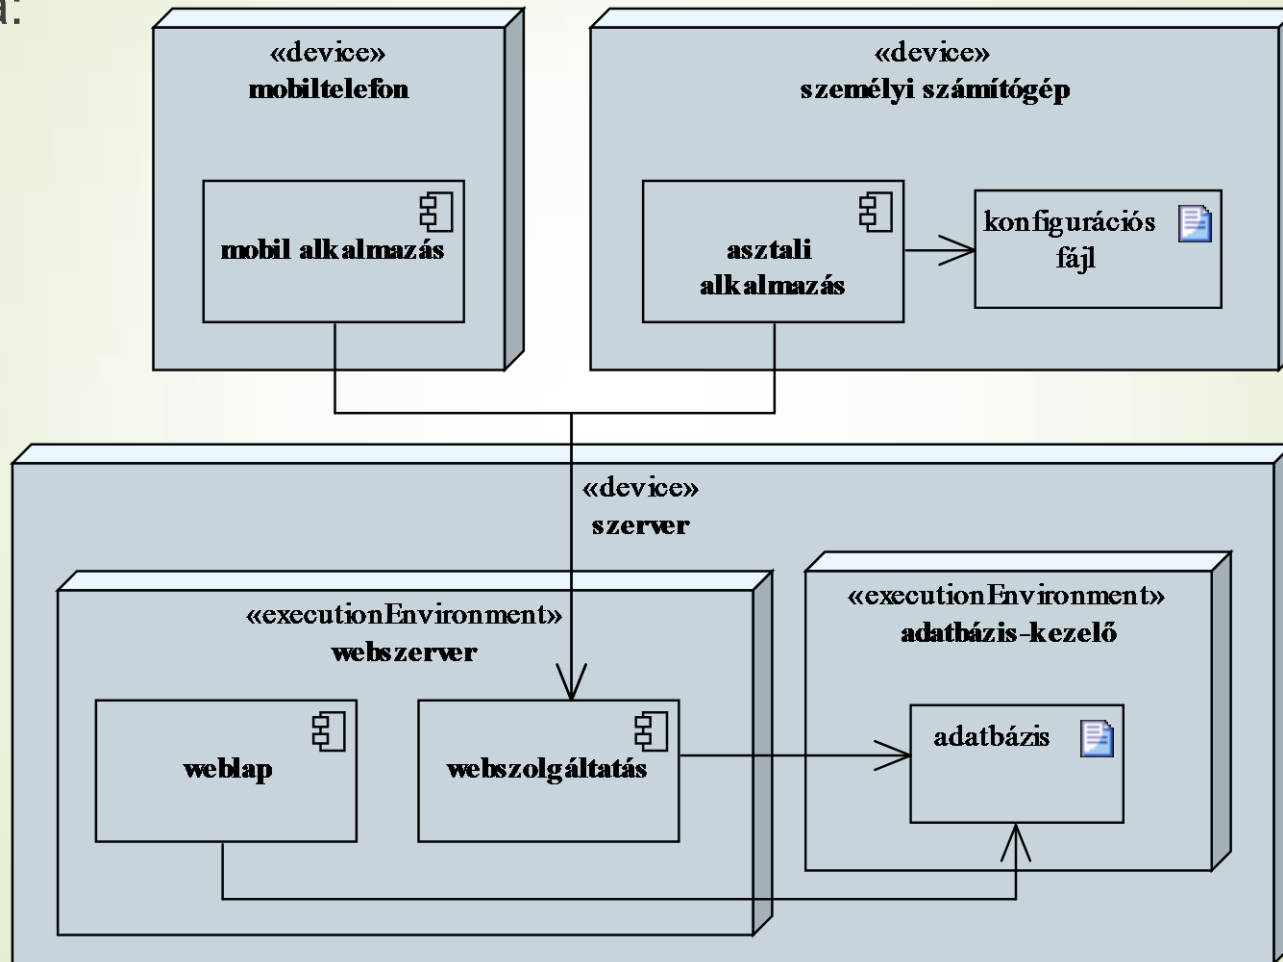 a:
«device»
mobiltelefon
mobil alkalmazás
«device»
személyi számítógép
asztali
alkalmazás
konfigurációs
fájl
«device»
szerver
«executionEnvironment»
webszerver
weblap
webszolgáltatás
«executionEnvironment»
adatbázis-kezelő
adatbázis